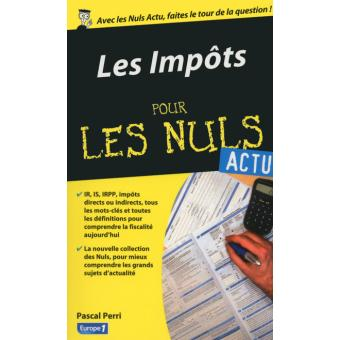 Avec les Nuls Actu, faites le tour de la question !
Les Impôts
POUR
LES NULS
ACTU
✓ IR, IS, IRPP, impôts
directs ou indirects, tous
les mots-clés et toutes
les définitions pour
comprendre la fiscalité
aujourd'hui
✓ La nouvelle collection
des Nuls, pour mieux
comprendre les grands
sujets d'actualité
Pascal Perri
Europe 1